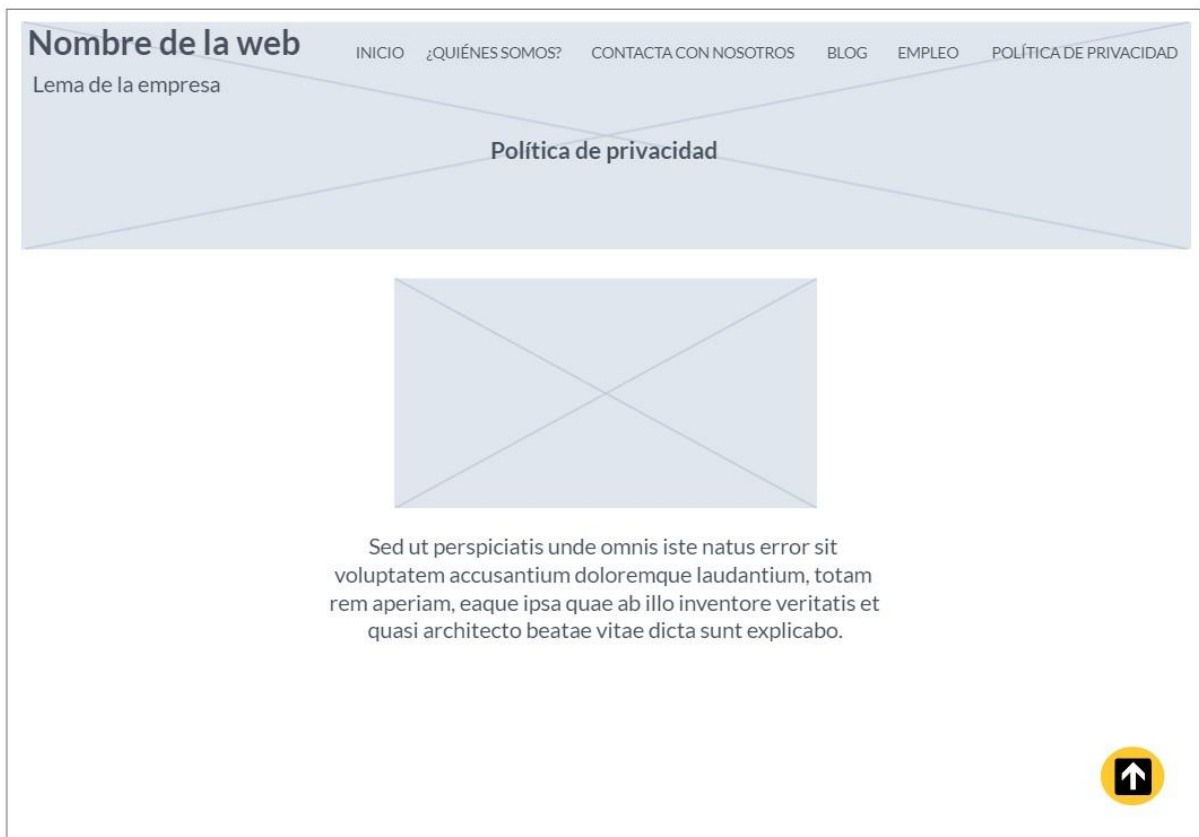 Nombre de la web
INICIO ¿QUIÉNES SOMOS? CONTACTA CON NOSOTROS BLOG EMPLEO POLÍTICA DE PRIVACIDAD
Lema de la empresa
Política de privacidad
Sed ut perspiciatis unde omnis iste natus error sit
voluptatem accusantium doloremque laudantium, totam
rem aperiam, eaque ipsa quae ab illo inventore veritatis et
quasi architecto beatae vitae dicta sunt explicabo.